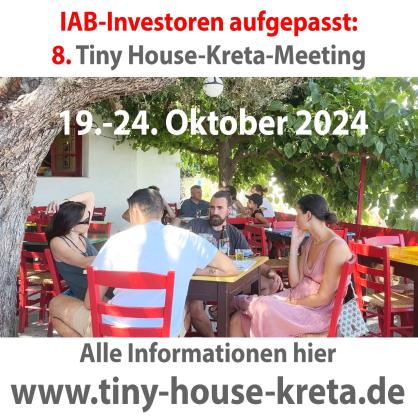 IAB-Investoren aufgepasst:
8. Tiny House-Kreta-Meeting
19.-24. Oktober 2024
Alle Informationen hier
www.tiny-house-kreta.de